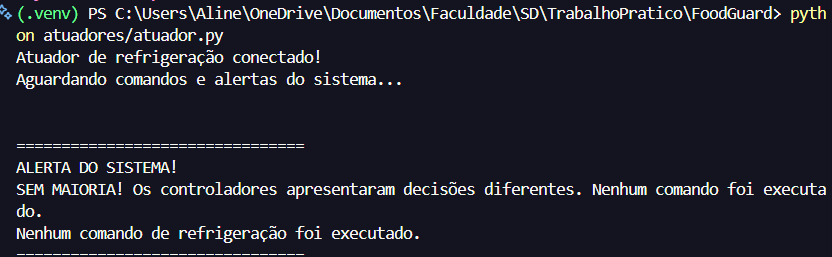 (.venv) PS C:\Users\Aline\OneDrive\Documentos\Faculdade\SD\TrabalhoPratico\FoodGuard> pyth
on atuadores/atuador.py
Atuador de refrigeração conectado!
Aguardando comandos e alertas do sistema...
================================
ALERTA DO SISTEMA!
SEM MAIORIA! Os controladores apresentaram decisões diferentes. Nenhum comando foi executa
do.
Nenhum comando de refrigeração foi executado.
================================